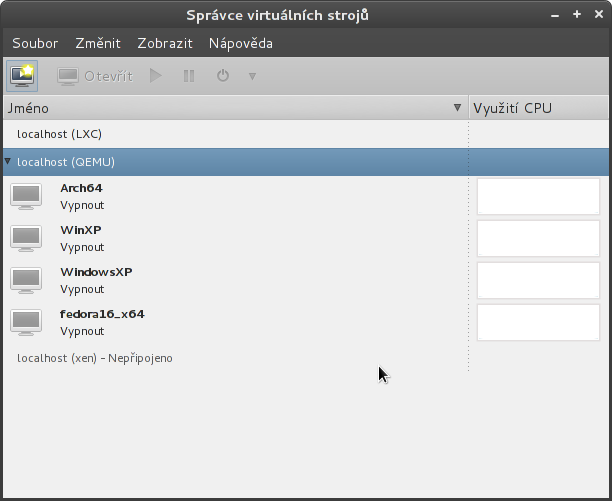 Správce virtuálních strojů
Soubor Změnit Zobrazit Nápověda
Otevřít
Jméno Využití CPU
localhost (LXC)
localhost (QEMU)
Arch64
Vypnout
WinXP
Vypnout
WindowsXP
Vypnout
fedora16_x64
Vypnout
localhost (xen) - Nepřipojeno